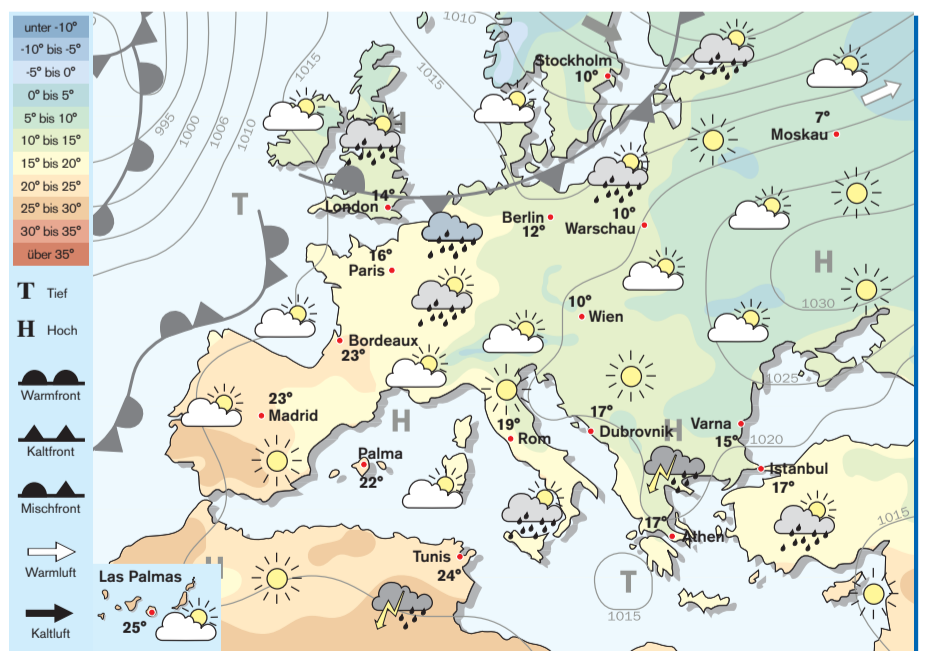 unter -10°
-10° bis -5°
-5° bis 0°
0° bis 5°
5° bis 10°
10° bis 15°
15° bis 20°
20° bis 25°
25° bis 30°
30° bis 35°
über 35°
T Tief
H Hoch
Warmfront
Kaltfront
Mischfront
Warmluft
Kaltluft
1010
1015
1015
995
1000
1006
1010
Stockholm
10°
7°
Moskau
H
T
14°
London
Berlin
12°
10°
Warschau
16°
Paris
H
1030
10°
Wien
Bordeaux
23°
1025
23°
Madrid
H
19°
Rom
17°
Dubrovnik
H
Varna
15°
1020
Palma
22°
Istanbul
17°
1015
17°
Athen
Tunis
24°
H
T
1015
Las Palmas
25°